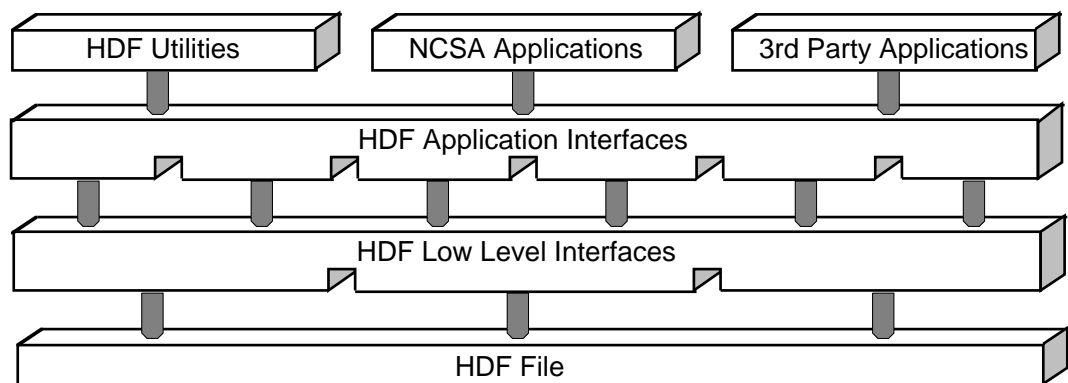 HDF Utilities
NCSA Applications
3rd Party Applications
HDF Application Interfaces
HDF Low Level Interfaces
HDF File